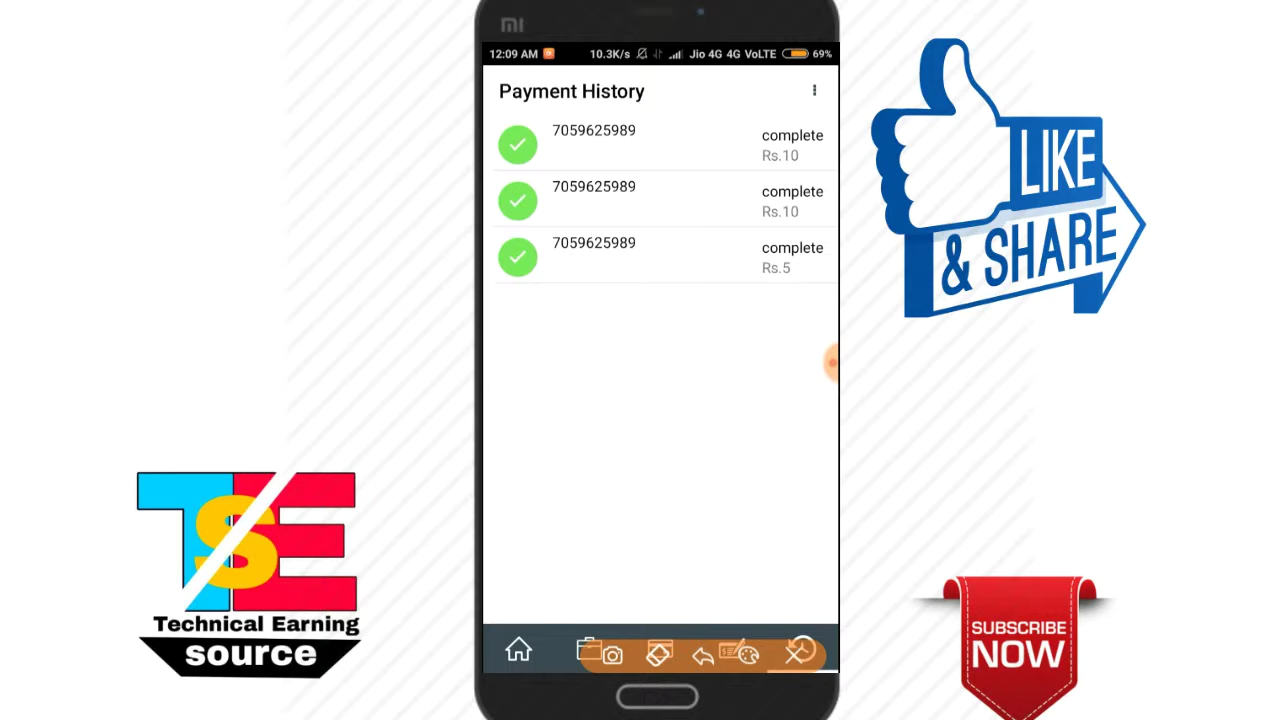 mi
12:09 AM 10.3K/s Jio 4G 4G VoLTE 69%
Payment History
7059625989 complete
Rs.10
7059625989 complete
Rs.10
7059625989 complete
Rs.5
LIKE
& SHARE
TSE
Technical Earning
source
SUBSCRIBE
NOW